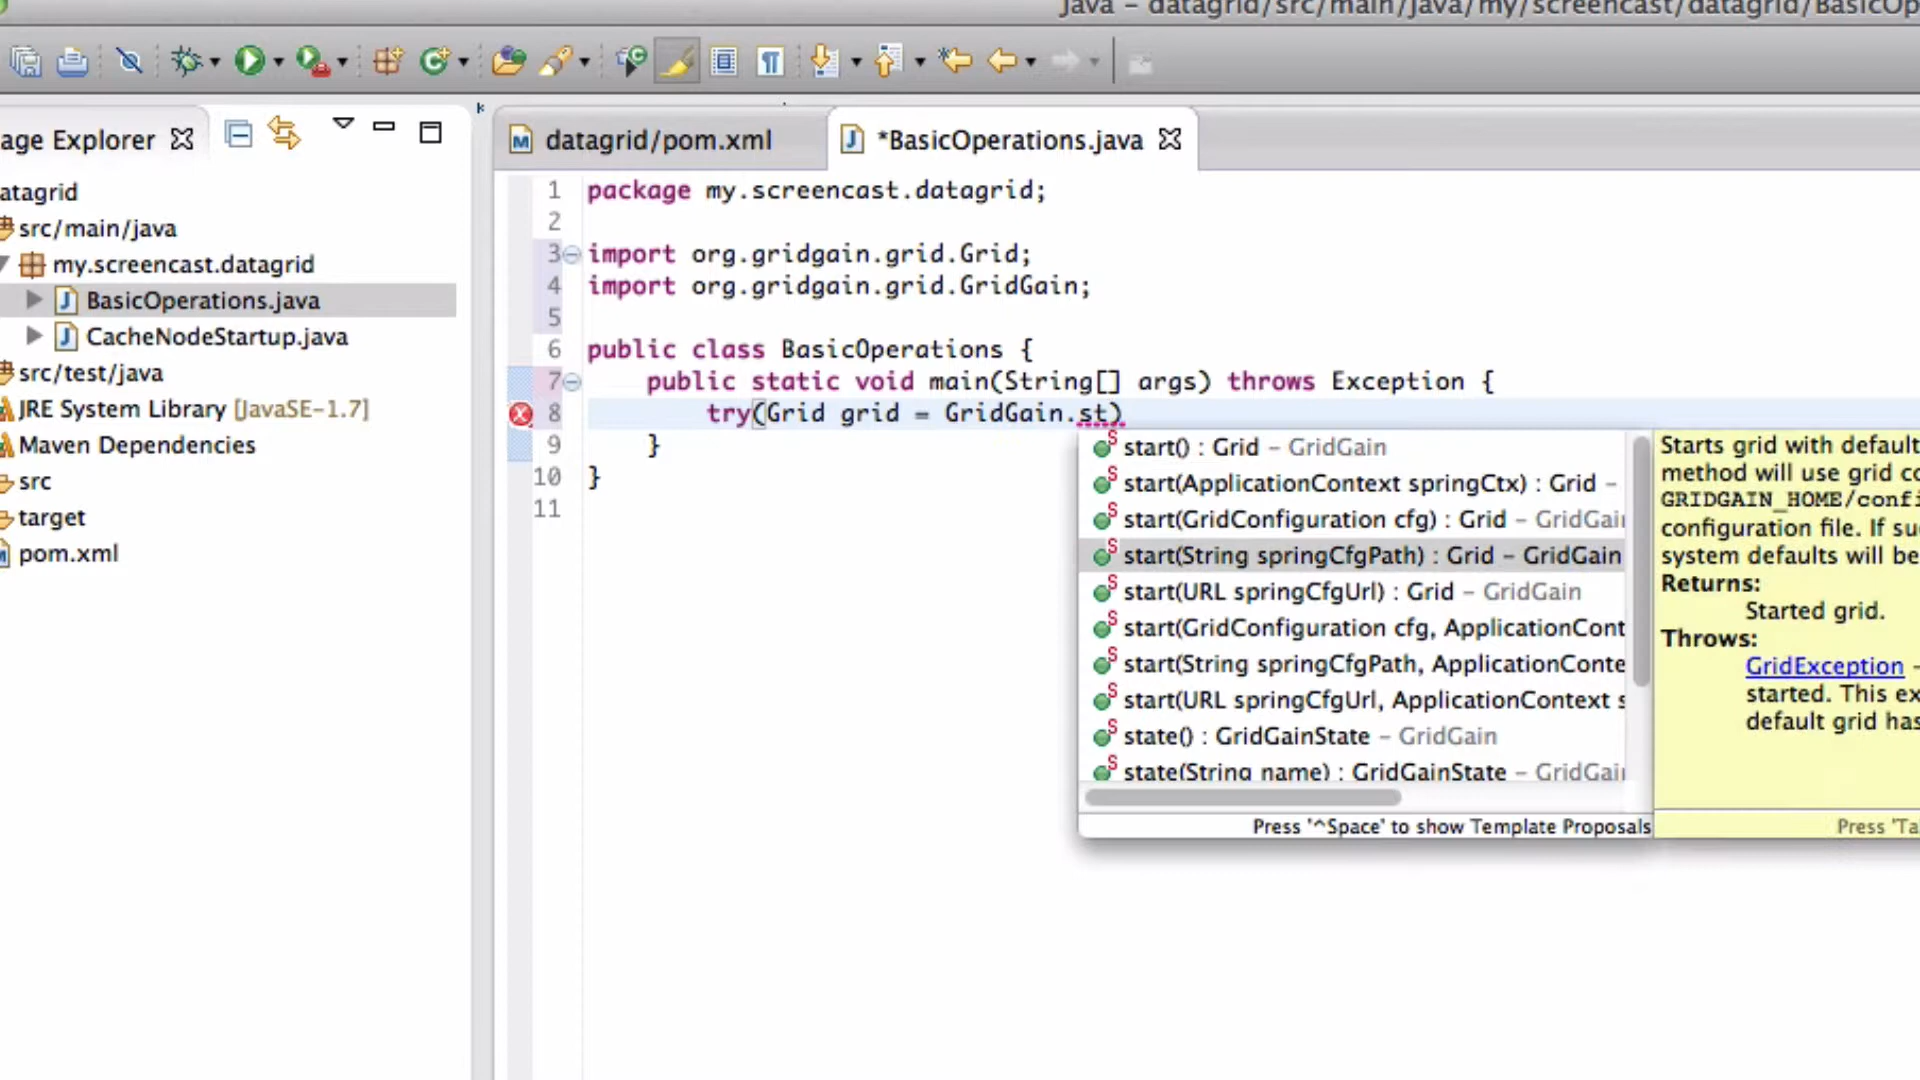 Java - datagrid/src/main/java/my/screencast/datagrid/BasicOp
age Explorer
atagrid
src/main/java
my.screencast.datagrid
BasicOperations.java
CacheNodeStartup.java
src/test/java
JRE System Library [JavaSE-1.7]
Maven Dependencies
src
target
pom.xml
datagrid/pom.xml
*BasicOperations.java
1 package my.screencast.datagrid;
2
3 import org.gridgain.grid.Grid;
4 import org.gridgain.grid.GridGain;
5
6 public class BasicOperations {
7 public static void main(String[] args) throws Exception {
8 try(Grid grid = GridGain.st)
9 }
10 }
11
start() : Grid - GridGain
start(ApplicationContext springCtx) : Grid -
start(GridConfiguration cfg) : Grid - GridGai
start(String springCfgPath) : Grid - GridGain
start(URL springCfgUrl) : Grid - GridGain
start(GridConfiguration cfg, ApplicationCont
start(String springCfgPath, ApplicationConte
start(URL springCfgUrl, ApplicationContext s
state() : GridGainState - GridGain
state(String name) : GridGainState - GridGai
Press '^Space' to show Template Proposals
Starts grid with default
method will use grid co
GRIDGAIN_HOME/confi
configuration file. If su
system defaults will be
Returns:
Started grid.
Throws:
GridException -
started. This ex
default grid has
Press 'Ta